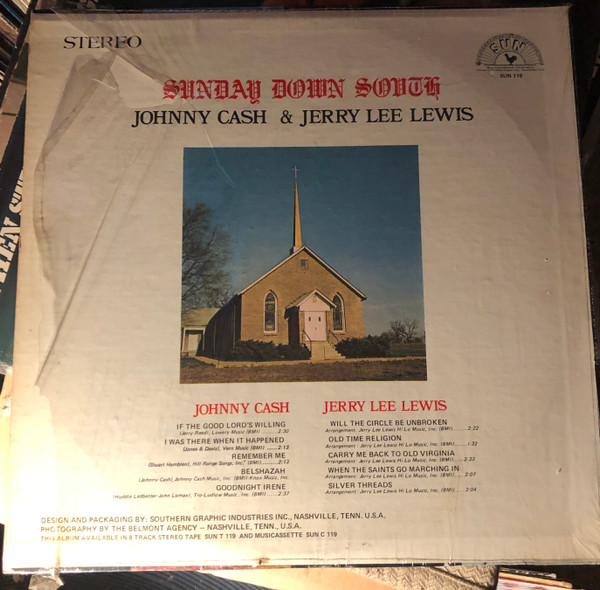 STEREO
SUN
SUN 119
SUNDAY DOWN SOUTH
JOHNNY CASH & JERRY LEE LEWIS
JOHNNY CASH
IF THE GOOD LORD'S WILLING
(Jerry Reed), Lowery Music (BMI) ........2:30
I WAS THERE WHEN IT HAPPENED
(Jones & Davis), Vern Music (BMI) ......2:13
REMEMBER ME
(Stuart Hamblen), Hill Range Songs, Inc. (BMI) ......2:13
BELSHAZAH
(Johnny Cash), Johnny Cash Music, Inc. (BMI)-Knox Music, Inc.
GOODNIGHT IRENE
(Huddie Ledbetter-John Lomax), Tro-Ludlow Music, Inc. (BMI) ......2:37
JERRY LEE LEWIS
WILL THE CIRCLE BE UNBROKEN
Arrangement: Jerry Lee Lewis Hi Lo Music, Inc. (BMI) ......2:22
OLD TIME RELIGION
Arrangement: Jerry Lee Lewis Hi Lo Music, Inc. (BMI) ......1:32
CARRY ME BACK TO OLD VIRGINIA
Arrangement: Jerry Lee Lewis Hi Lo Music, Inc. (BMI) ......2:33
WHEN THE SAINTS GO MARCHING IN
Arrangement: Jerry Lee Lewis Hi Lo Music, Inc. (BMI) ......2:07
SILVER THREADS
Arrangement: Jerry Lee Lewis Hi Lo Music, Inc. (BMI) ......2:04
DESIGN AND PACKAGING BY: SOUTHERN GRAPHIC INDUSTRIES INC., NASHVILLE, TENN. U.S.A.
PHOTOGRAPHY BY THE BELMONT AGENCY – NASHVILLE, TENN., U.S.A.
THIS ALBUM AVAILABLE IN 8 TRACK STEREO TAPE SUN T 119 AND MUSICASSETTE SUN C 119